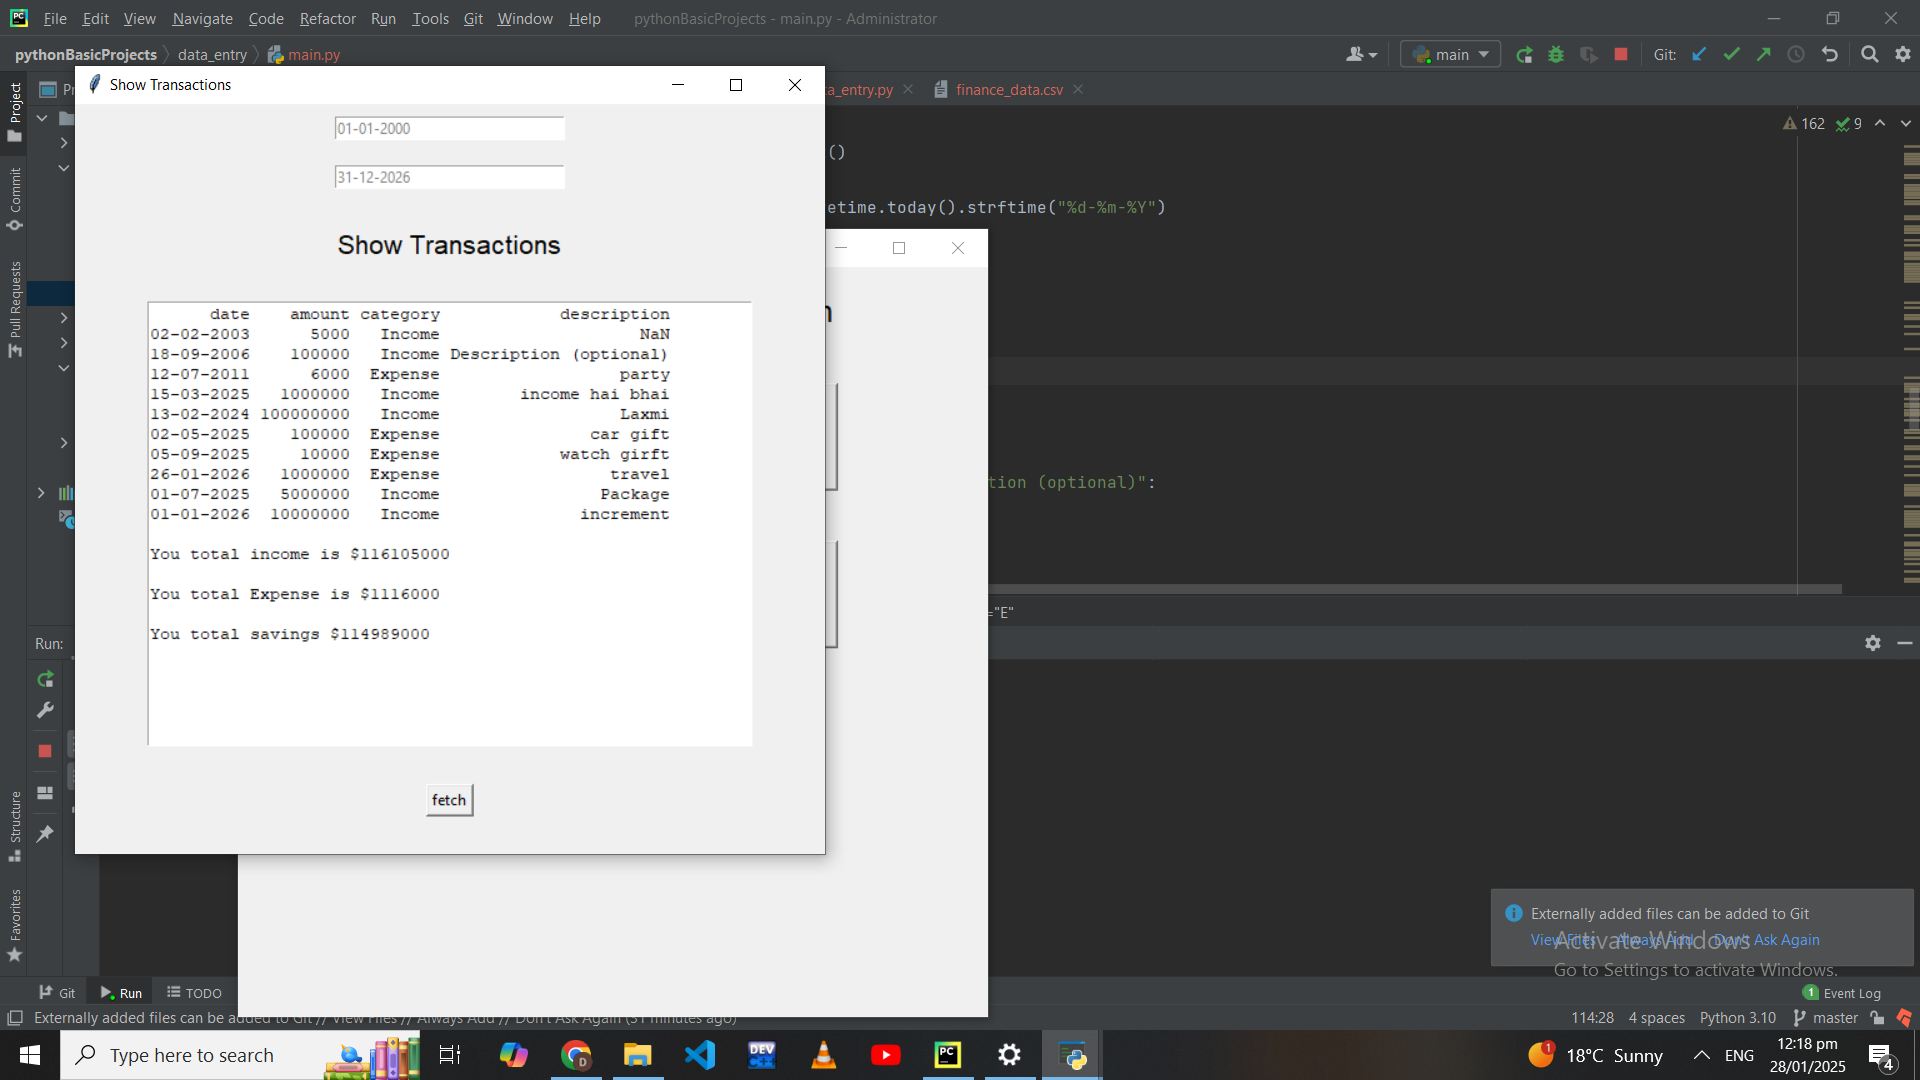 File Edit View Navigate Code Refactor Run Tools Git Window Help pythonBasicProjects - main.py - Administrator
pythonBasicProjects data_entry main.py
main Git:
Show Transactions
ta_entry.py finance_data.csv
162 9
01-01-2000
31-12-2026
()
etime.today().strftime("%d-%m-%Y")
Show Transactions
date amount category description
02-02-2003 5000 Income NaN
18-09-2006 100000 Income Description (optional)
12-07-2011 6000 Expense party
15-03-2025 1000000 Income income hai bhai
13-02-2024 100000000 Income Laxmi
02-05-2025 100000 Expense car gift
05-09-2025 10000 Expense watch girft
26-01-2026 1000000 Expense travel
01-07-2025 5000000 Income Package
01-01-2026 10000000 Income increment
You total income is $116105000
You total Expense is $1116000
You total savings $114989000
fetch
tion (optional)":
="E"
Project
Commit
Pull Requests
Structure
Favorites
Run:
Externally added files can be added to Git
View Files Always Add Don't Ask Again
Activate Windows
Go to Settings to activate Windows.
Git Run TODO
1 Event Log
Externally added files can be added to Git // View Files // Always Add // Don't Ask Again (31 minutes ago)
114:28 4 spaces Python 3.10 master
Type here to search
DEV
PC
1 18°C Sunny ENG
12:18 pm
28/01/2025
4